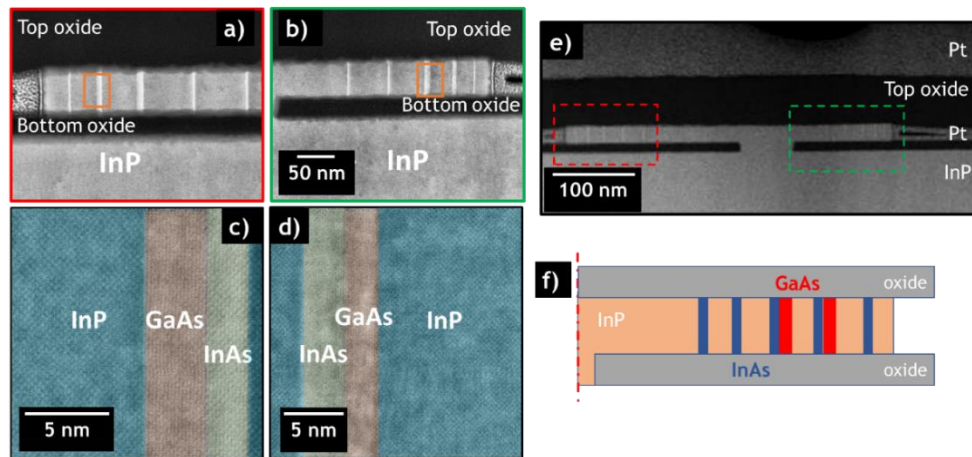 Top oxide
a)
Bottom oxide
InP
b)
Top oxide
Bottom oxide
InP
50 nm
e)
Pt
Top oxide
Pt
InP
100 nm
c)
InP
GaAs
InAs
5 nm
d)
InAs
GaAs
InP
5 nm
f)
GaAs
oxide
InP
InAs
oxide